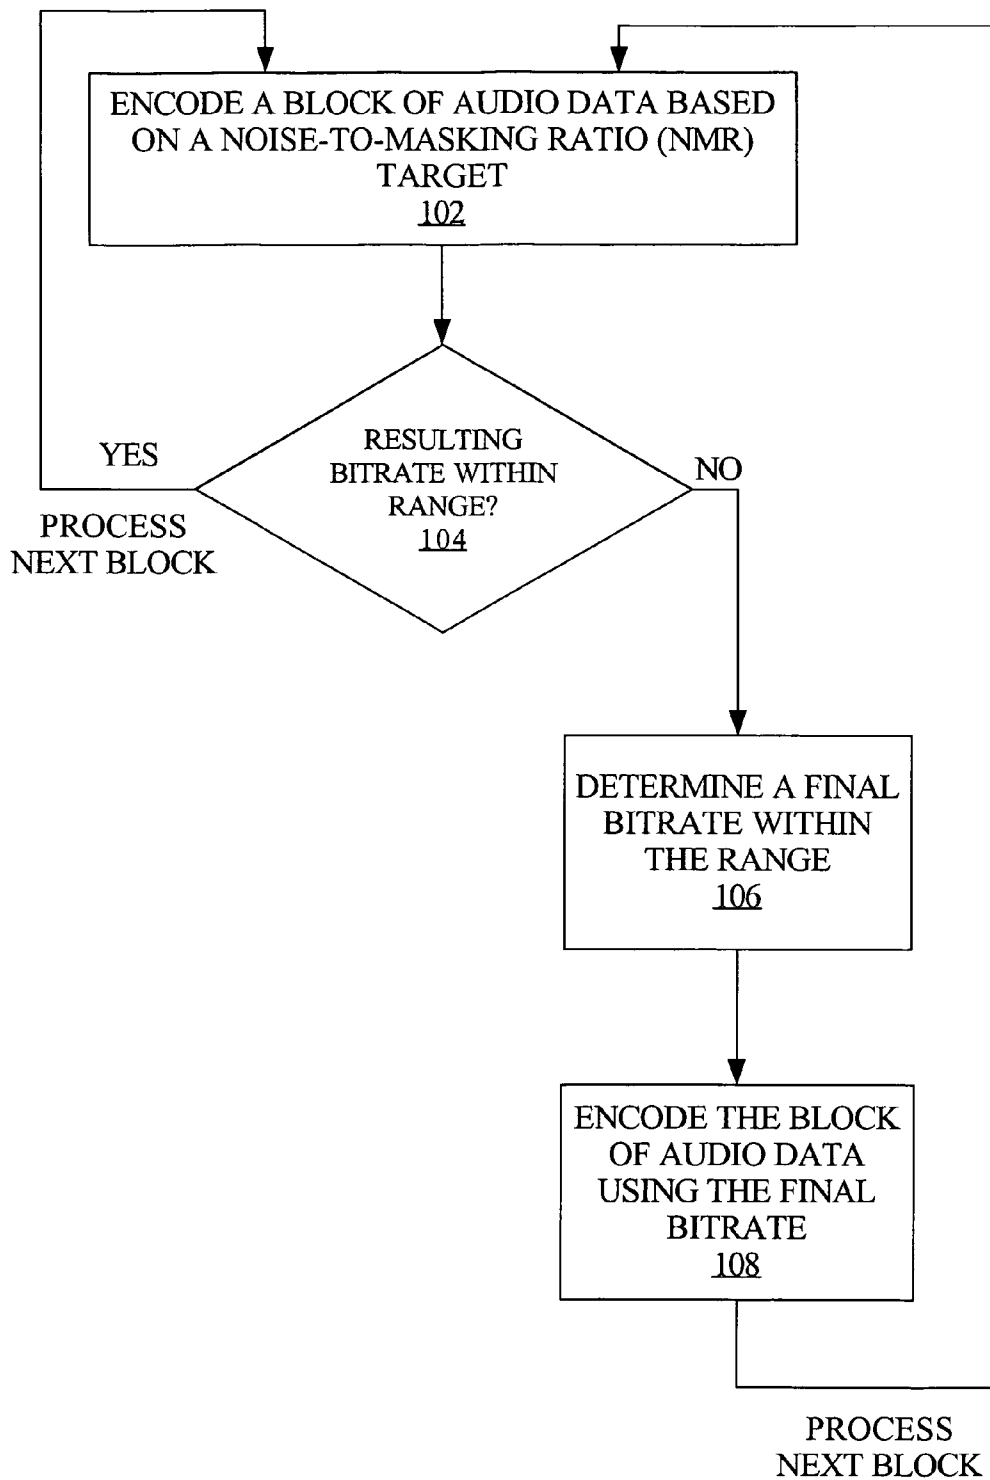 ENCODE A BLOCK OF AUDIO DATA BASED
ON A NOISE-TO-MASKING RATIO (NMR)
TARGET
102
RESULTING
BITRATE WITHIN
RANGE?
104
YES
PROCESS
NEXT BLOCK
NO
DETERMINE A FINAL
BITRATE WITHIN
THE RANGE
106
ENCODE THE BLOCK
OF AUDIO DATA
USING THE FINAL
BITRATE
108
PROCESS
NEXT BLOCK